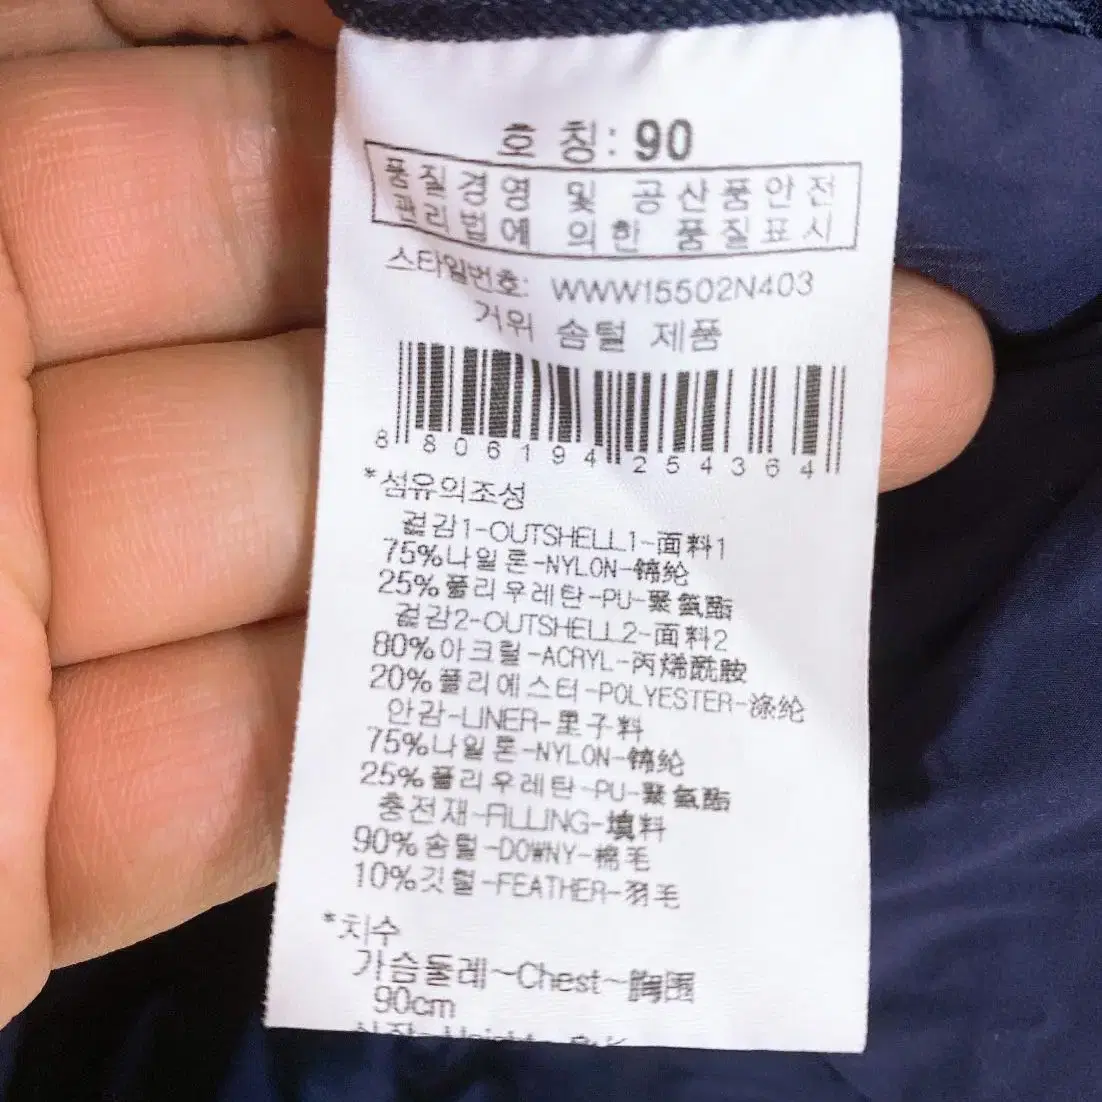 호 칭: 90
품질경영 및 공산품안전
관리법에 의한 품질표시
스타일번호: WWW15502N403
거위 솜털 제품
8 806194 254364
*섬유의조성
겉감1-OUTSHELL1-面料1
75%나일론-NYLON-锦纶
25%폴리우레탄-PU-聚氨酯
겉감2-OUTSHELL2-面料2
80%아크릴-ACRYL-丙烯酰胺
20%폴리에스터-POLYESTER-涤纶
안감-LINER-里子料
75%나일론-NYLON-锦纶
25%폴리우레탄-PU-聚氨酯
충전재-FILLING-填料
90%솜털-DOWNY-棉毛
10%깃털-FEATHER-羽毛
*치수
가슴둘레~Chest~胸围
90cm